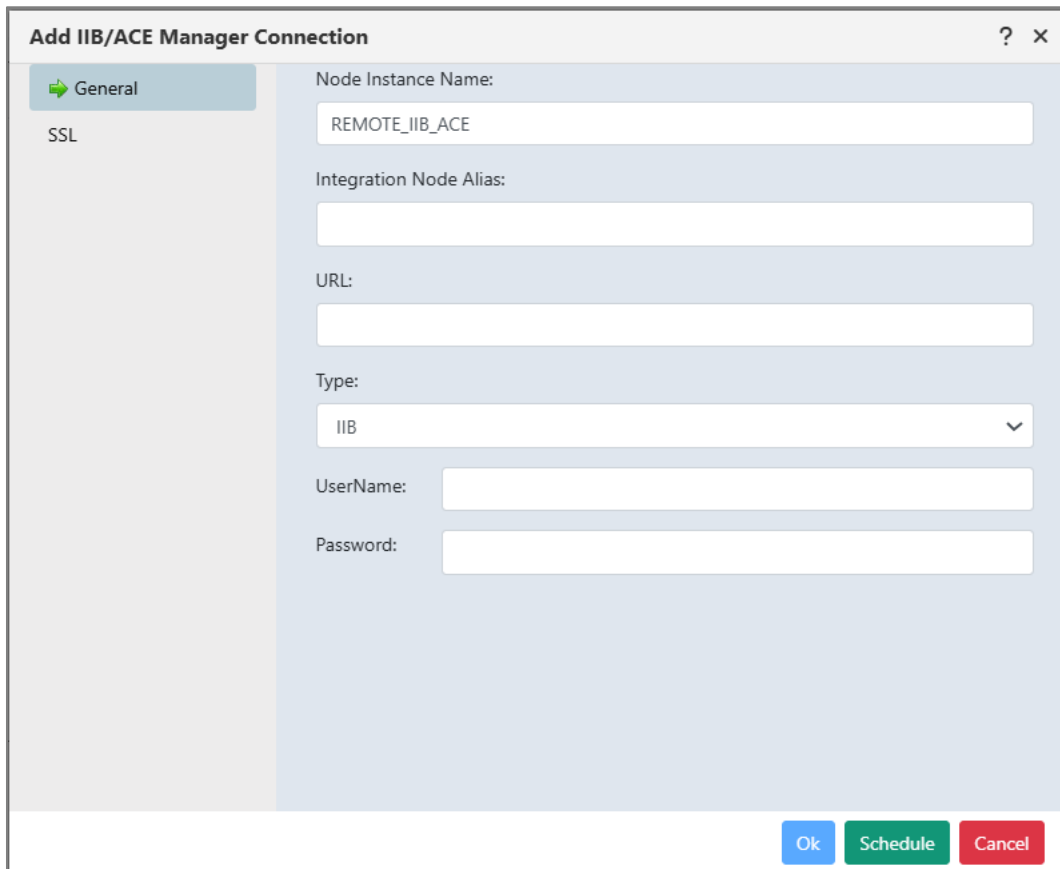 Add IIB/ACE Manager Connection ? ×
General
SSL
Node Instance Name:
REMOTE_IIB_ACE
Integration Node Alias:
URL:
Type:
IIB
UserName:
Password:
Ok Schedule Cancel